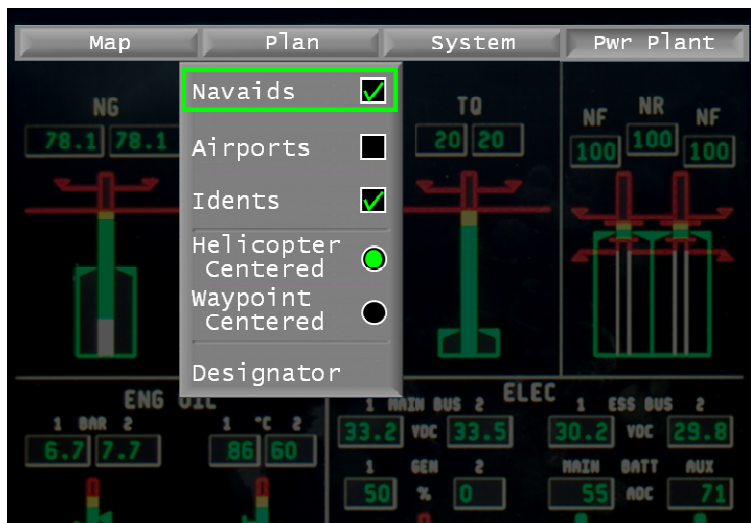 Map Plan System Pwr Plant
Navaids
Airports
Idents
Helicopter
Centered
Waypoint
Centered
Designator
NG
78.1 78.1
TQ
20 20
NF NR NF
100 100 100
ENG OIL
1 BAR 2 1 °C 2
6.7 7.7 86 60
ELEC
1 MAIN BUS 2 1 ESS BUS 2
33.2 VDC 33.5 30.2 VDC 29.8
1 GEN 2 MAIN BATT AUX
50 % 0 55 ADC 71